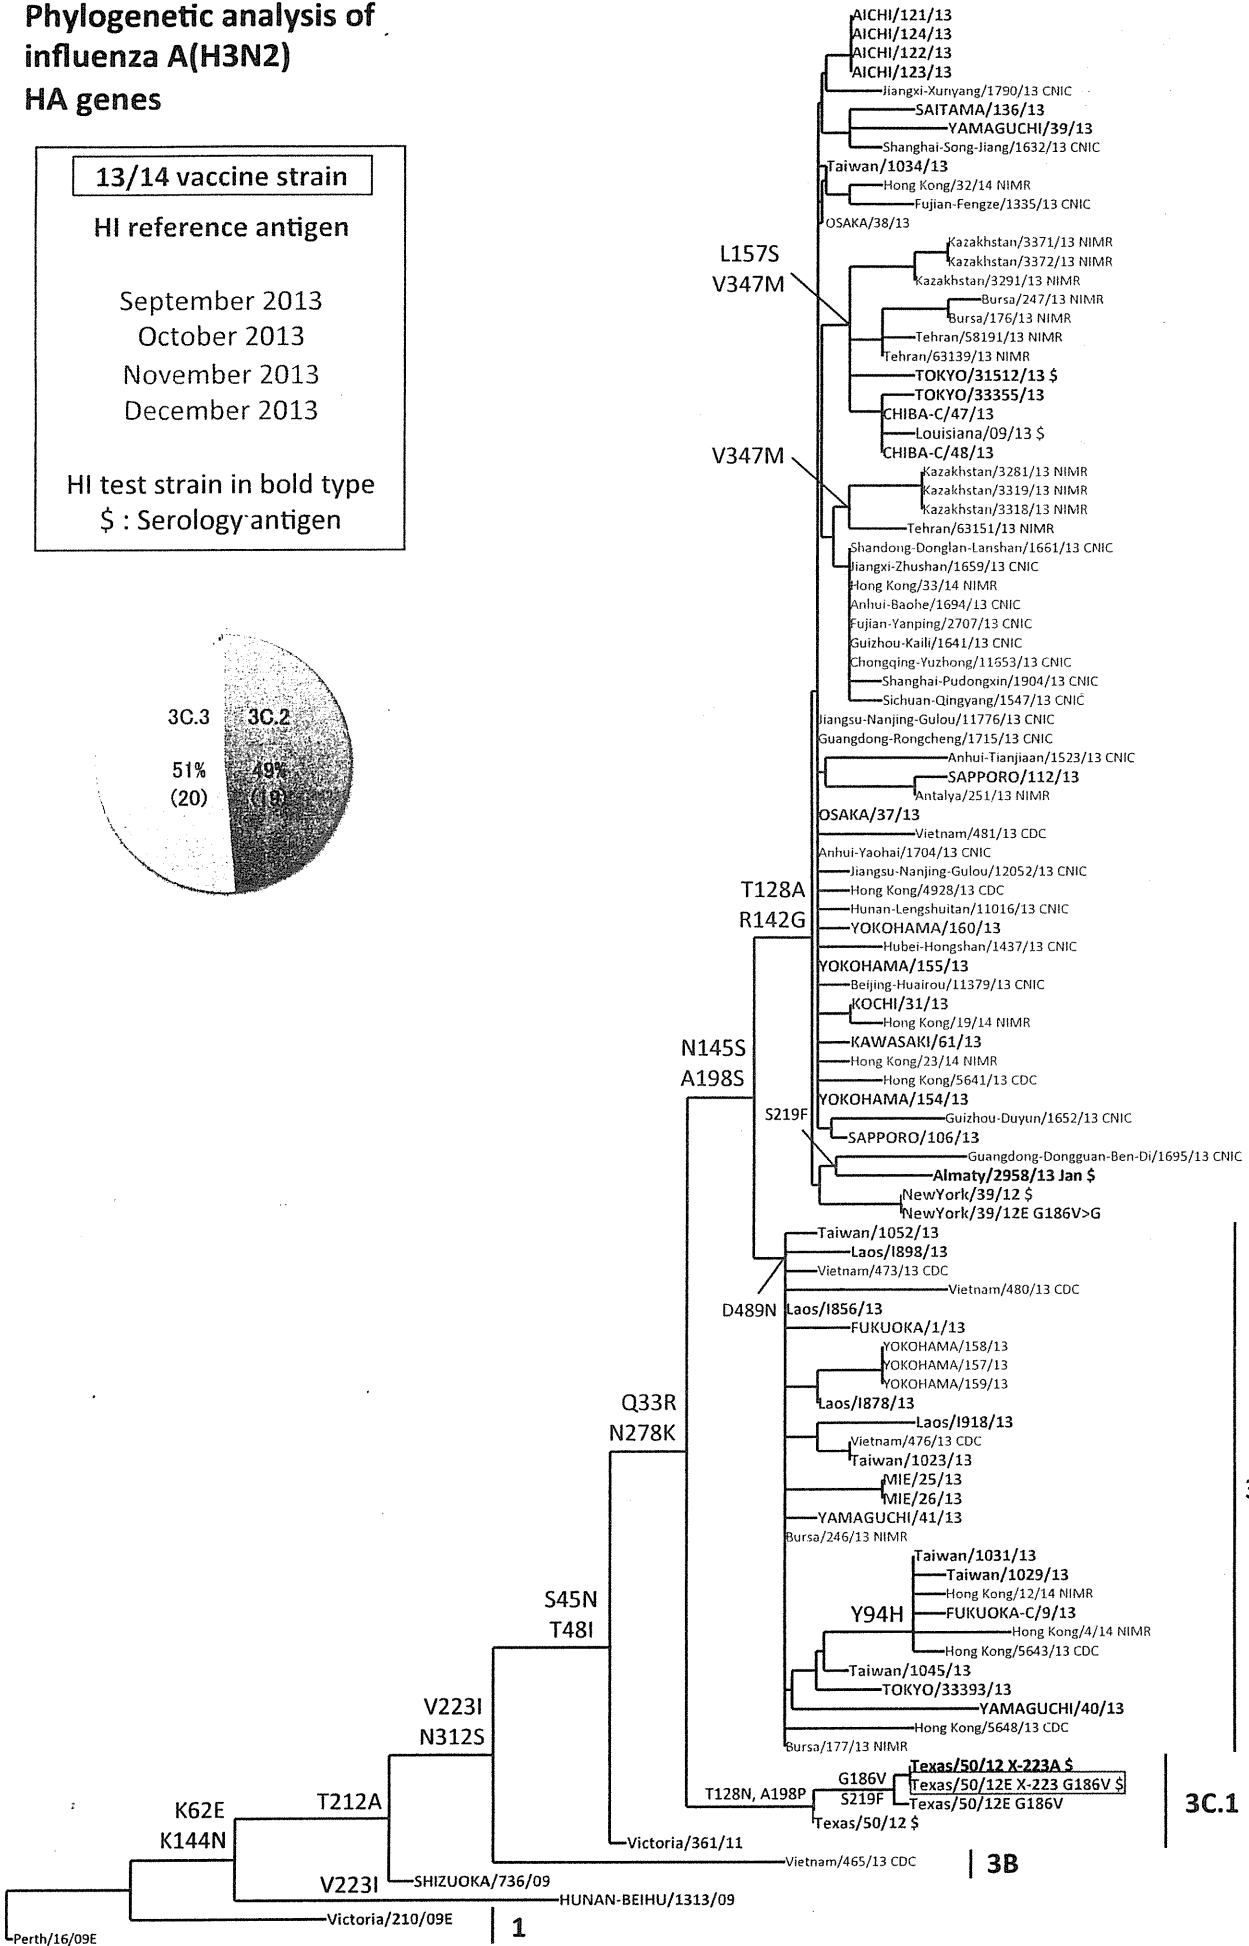 Phylogenetic analysis of
influenza A(H3N2)
HA genes
13/14 vaccine strain
HI reference antigen
September 2013
October 2013
November 2013
December 2013
HI test strain in bold type
$ : Serology antigen
3C.3
3C.2
51%
49%
(20)
(19)
AICHI/121/13
AICHI/124/13
AICHI/122/13
AICHI/123/13
Jiangxi-Xunyang/1790/13 CNIC
SAITAMA/136/13
YAMAGUCHI/39/13
Shanghai-Song-Jiang/1632/13 CNIC
Taiwan/1034/13
Hong Kong/32/14 NIMR
Fujian-Fengze/1335/13 CNIC
OSAKA/38/13
L157S
V347M
Kazakhstan/3371/13 NIMR
Kazakhstan/3372/13 NIMR
Kazakhstan/3291/13 NIMR
Bursa/247/13 NIMR
Bursa/176/13 NIMR
Tehran/58191/13 NIMR
Tehran/63139/13 NIMR
TOKYO/31512/13 $
TOKYO/33355/13
CHIBA-C/47/13
Louisiana/09/13 $
CHIBA-C/48/13
V347M
Kazakhstan/3281/13 NIMR
Kazakhstan/3319/13 NIMR
Kazakhstan/3318/13 NIMR
Tehran/63151/13 NIMR
Shandong-Donglan-Lanshan/1661/13 CNIC
Jiangxi-Zhushan/1659/13 CNIC
Hong Kong/33/14 NIMR
Anhui-Baohe/1694/13 CNIC
Fujian-Yanping/2707/13 CNIC
Guizhou-Kaili/1641/13 CNIC
Chongqing-Yuzhong/11653/13 CNIC
Shanghai-Pudongxin/1904/13 CNIC
Sichuan-Qingyang/1547/13 CNIC
Jiangsu-Nanjing-Gulou/11776/13 CNIC
Guangdong-Rongcheng/1715/13 CNIC
Anhui-Tianjiaan/1523/13 CNIC
SAPPORO/112/13
Antalya/251/13 NIMR
OSAKA/37/13
Vietnam/481/13 CDC
Anhui-Yaohai/1704/13 CNIC
Jiangsu-Nanjing-Gulou/12052/13 CNIC
T128A
R142G
Hong Kong/4928/13 CDC
Hunan-Lengshuitan/11016/13 CNIC
YOKOHAMA/160/13
Hubei-Hongshan/1437/13 CNIC
YOKOHAMA/155/13
Beijing-Huairou/11379/13 CNIC
KOCHI/31/13
Hong Kong/19/14 NIMR
N145S
A198S
KAWASAKI/61/13
Hong Kong/23/14 NIMR
Hong Kong/5641/13 CDC
YOKOHAMA/154/13
S219F
Guizhou-Duyun/1652/13 CNIC
SAPPORO/106/13
Guangdong-Dongguan-Ben-Di/1695/13 CNIC
Almaty/2958/13 Jan $
NewYork/39/12 $
NewYork/39/12E G186V>G
Taiwan/1052/13
Laos/I898/13
Vietnam/473/13 CDC
Vietnam/480/13 CDC
D489N
Laos/I856/13
FUKUOKA/1/13
YOKOHAMA/158/13
YOKOHAMA/157/13
YOKOHAMA/159/13
Laos/I878/13
Q33R
N278K
Laos/I918/13
Vietnam/476/13 CDC
Taiwan/1023/13
MIE/25/13
MIE/26/13
YAMAGUCHI/41/13
Bursa/246/13 NIMR
Taiwan/1031/13
Taiwan/1029/13
Hong Kong/12/14 NIMR
S45N
T48I
Y94H
FUKUOKA-C/9/13
Hong Kong/4/14 NIMR
Hong Kong/5643/13 CDC
Taiwan/1045/13
TOKYO/33393/13
YAMAGUCHI/40/13
Hong Kong/5648/13 CDC
Bursa/177/13 NIMR
V223I
N312S
Texas/50/12 X-223A $
G186V
Texas/50/12E X-223 G186V $
T128N, A198P
S219F
Texas/50/12E G186V
Texas/50/12 $
3C.1
T212A
K62E
K144N
Victoria/361/11
Vietnam/465/13 CDC
3B
SHIZUOKA/736/09
V223I
HUNAN-BEIHU/1313/09
Victoria/210/09E
1
Perth/16/09E